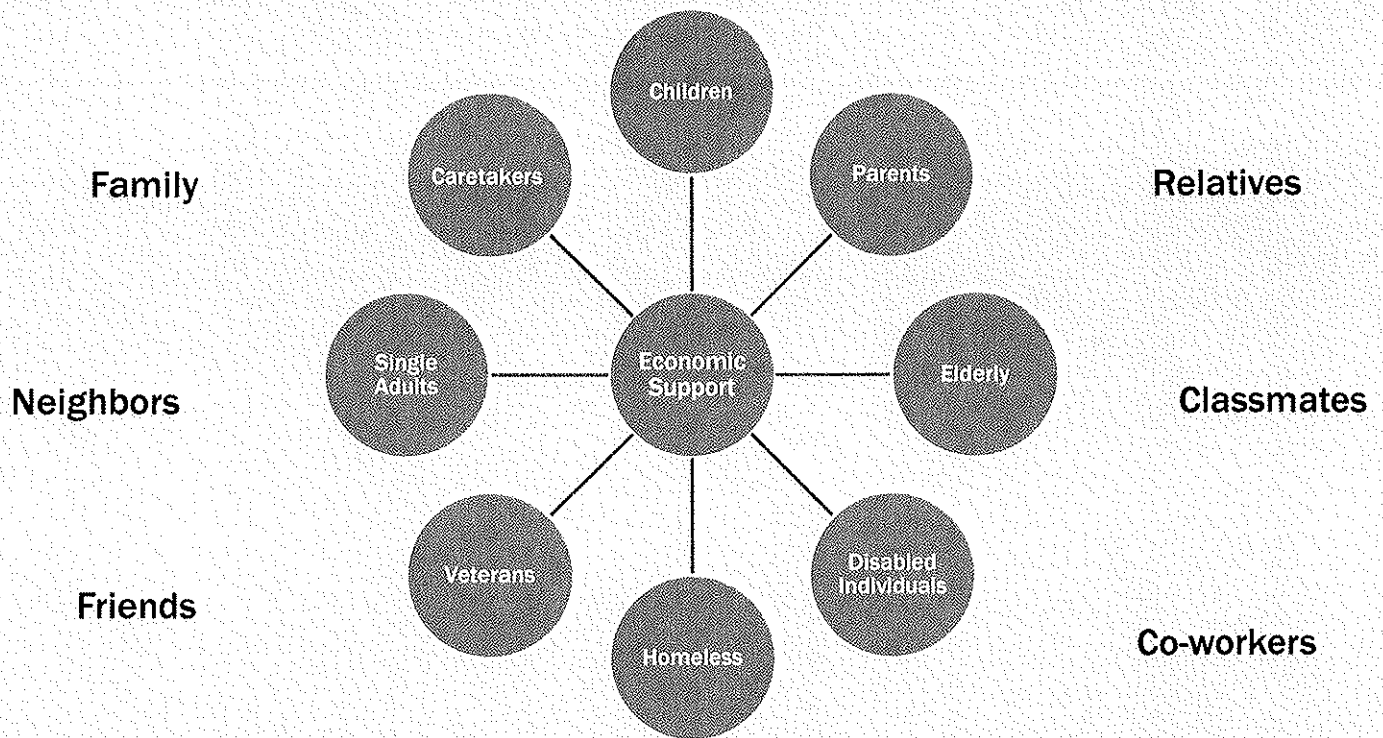 Children
Caretakers
Parents
Family
Relatives
Single
Adults
Economic
Support
Elderly
Neighbors
Classmates
Veterans
Disabled
Individuals
Friends
Homeless
Co-workers